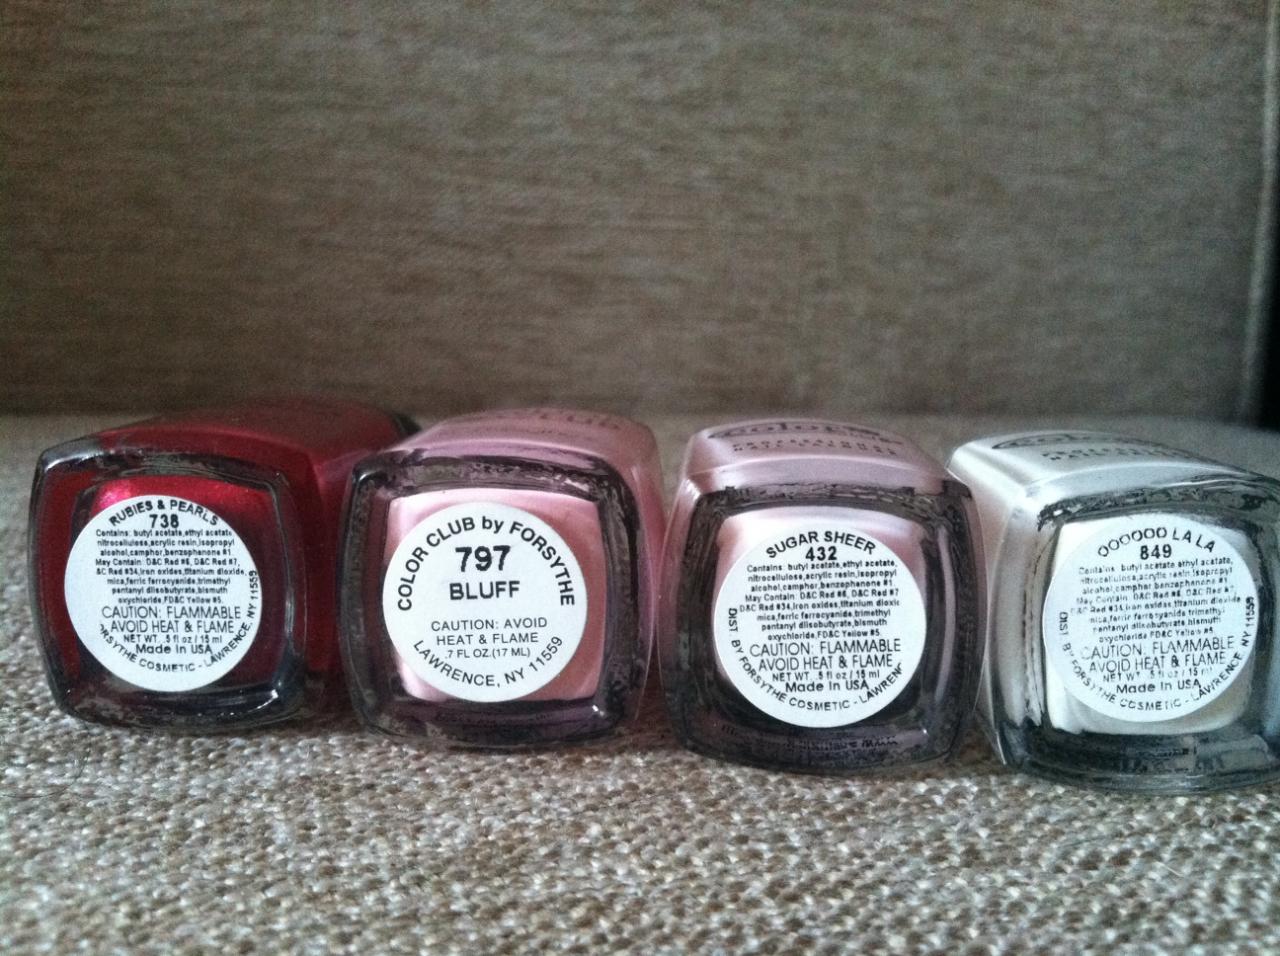 RUBIES & PEARLS
738
Contains: butyl acetate,ethyl acetate
nitrocellulose,acrylic resin,isopropyl
alcohol,camphor,benzophenone #1.
May Contain: D&C Red #6, D&C Red #7,
&C Red #34,iron oxides,titanium dioxide,
mica,ferric ferrocyanide,trimethyl
pentanyl diisobutyrate,bismuth
oxychloride,FD&C Yellow #5.
CAUTION: FLAMMABLE
AVOID HEAT & FLAME
NET WT. .5 fl oz / 15 ml
Made In USA
RSYTHE COSMETIC - LAWRENCE, NY 11559
COLOR CLUB by FORSYTHE
797
BLUFF
CAUTION: AVOID
HEAT & FLAME
.7 FL OZ.(17 ML)
LAWRENCE, NY 11559
SUGAR SHEER
432
Contains: butyl acetate,ethyl acetate,
nitrocellulose,acrylic resin,isopropyl
alcohol,camphor,benzophenone #1.
May Contain: D&C Red #6, D&C Red #7
D&C Red #34,iron oxides,titanium dioxid
mica,ferric ferrocyanide,trimethyl
pentanyl diisobutyrate,bismuth
oxychloride,FD&C Yellow #5.
CAUTION: FLAMMABLE
AVOID HEAT & FLAME
NET WT. .5 fl oz / 15 ml
Made In USA
DIST. BY FORSYTHE COSMETIC - LAWRENC
OOOOOO LA LA
849
Contains: butyl acetate ethyl acetate,
nitrocellulose,acrylic resin,isopropyl
alcohol,camphor,benzophenone #1.
May Contain: D&C Red #6, D&C Red #7,
D&C Red #34,iron oxides,titanium dioxide,
mica,ferric ferrocyanide,trimethyl
pentanyl diisobutyrate,bismuth
oxychloride,FD&C Yellow #5.
CAUTION: FLAMMABLE
AVOID HEAT & FLAME
NET WT. .5 fl oz / 15 ml
Made In USA
DIST. BY FORSYTHE COSMETIC - LAWRENCE, NY 11559